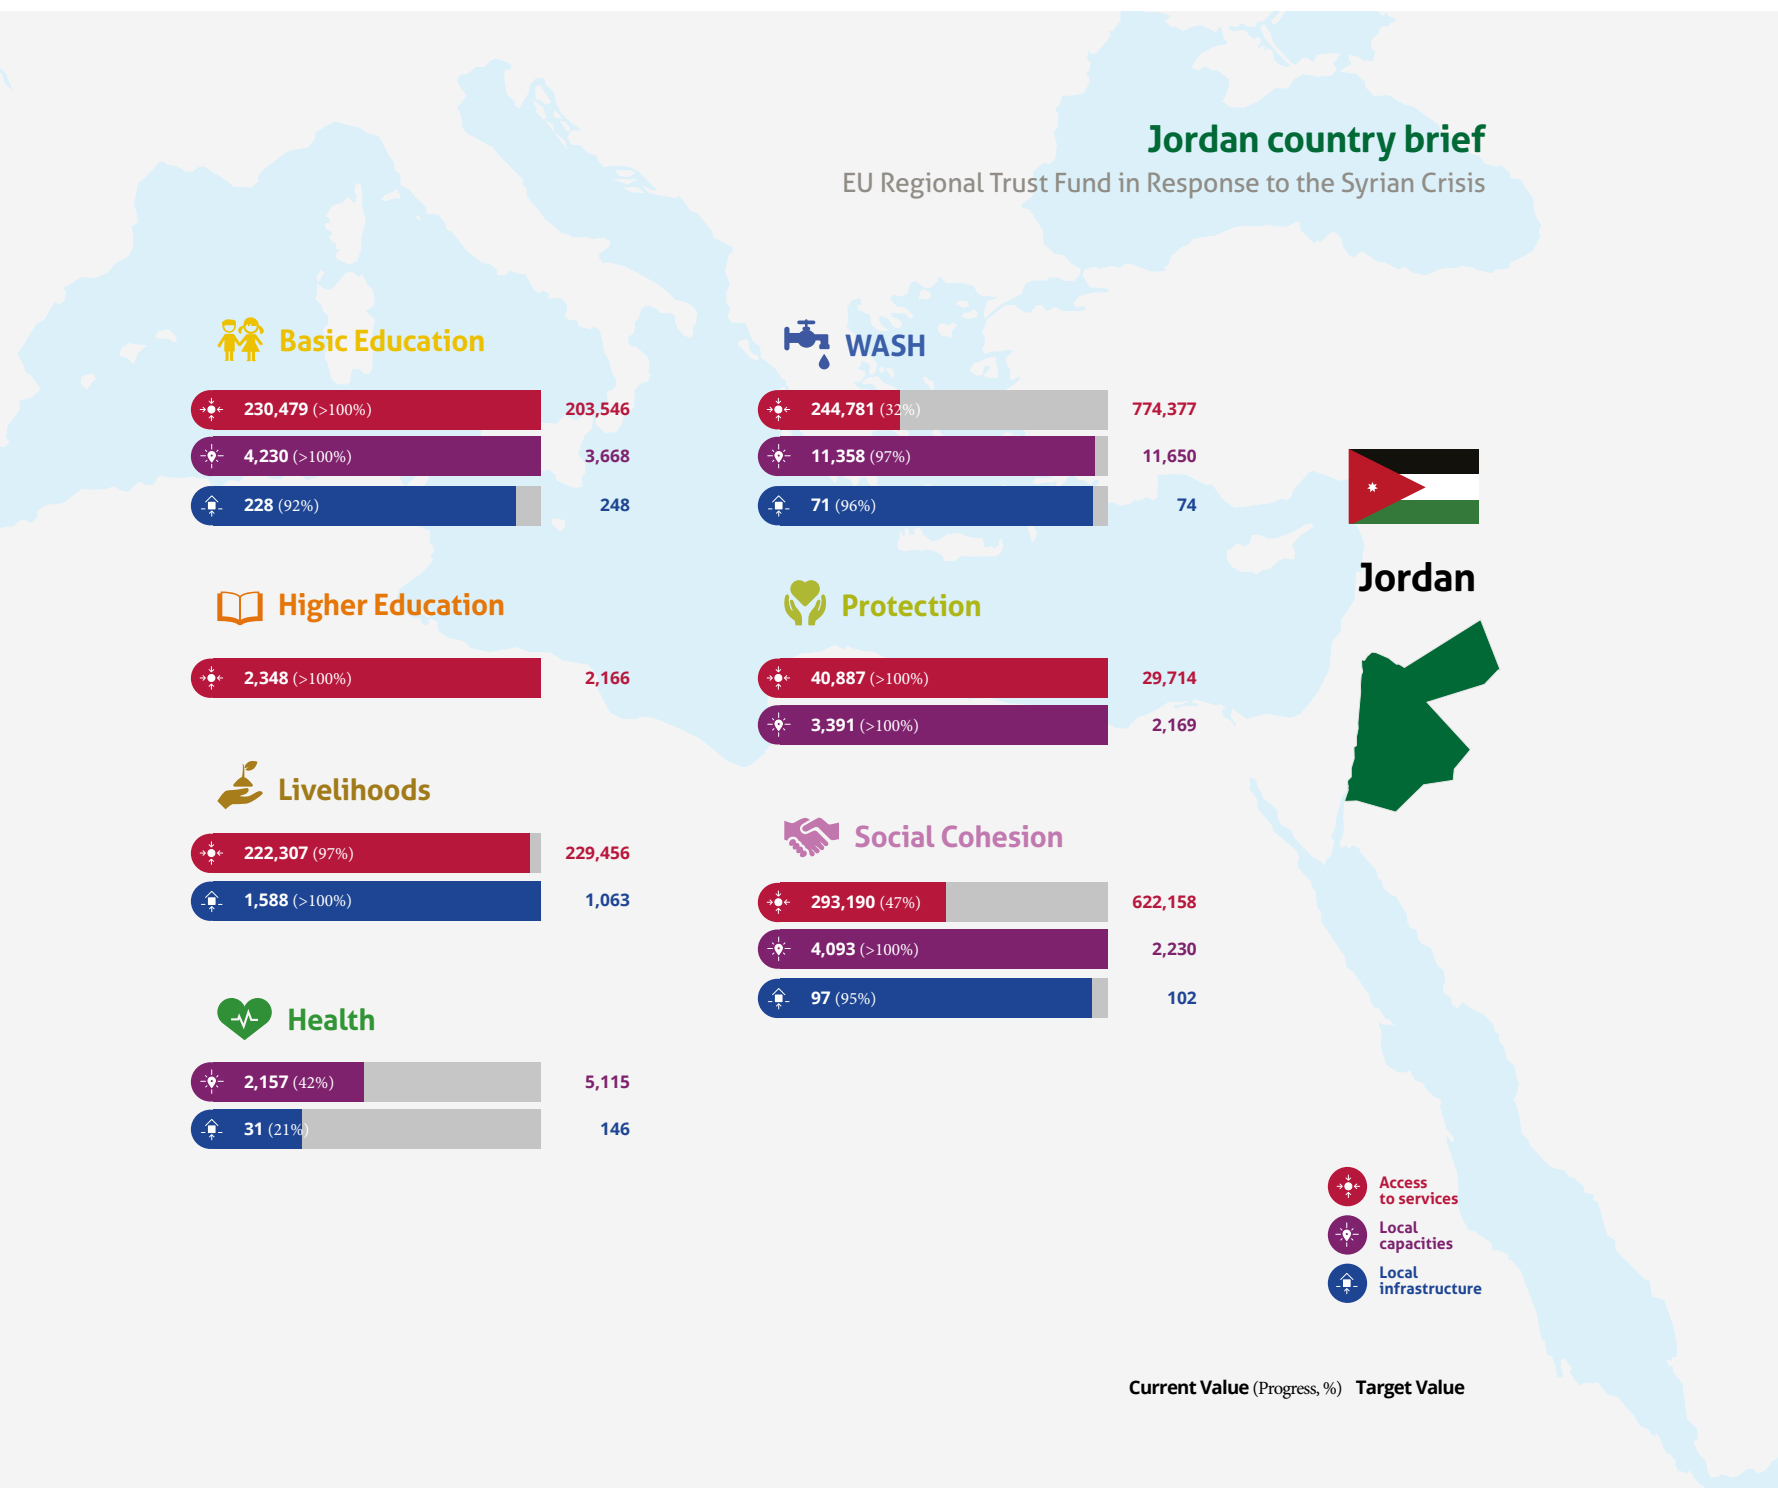 Jordan country brief
EU Regional Trust Fund in Response to the Syrian Crisis
Basic Education
230,479 (>100%) 203,546
4,230 (>100%) 3,668
228 (92%) 248
Higher Education
2,348 (>100%) 2,166
Livelihoods
222,307 (97%) 229,456
1,588 (>100%) 1,063
Health
2,157 (42%) 5,115
31 (21%) 146
WASH
244,781 (32%) 774,377
11,358 (97%) 11,650
71 (96%) 74
Protection
40,887 (>100%) 29,714
3,391 (>100%) 2,169
Social Cohesion
293,190 (47%) 622,158
4,093 (>100%) 2,230
97 (95%) 102
Jordan
Access
to services
Local
capacities
Local
infrastructure
Current Value (Progress, %) Target Value